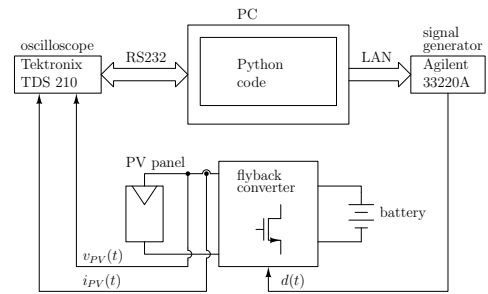 PC
signal
generator
oscilloscope
Tektronix
TDS 210
RS232
Python
code
LAN
Agilent
33220A
PV panel
flyback
converter
battery
v_{PV}(t)
i_{PV}(t)
d(t)